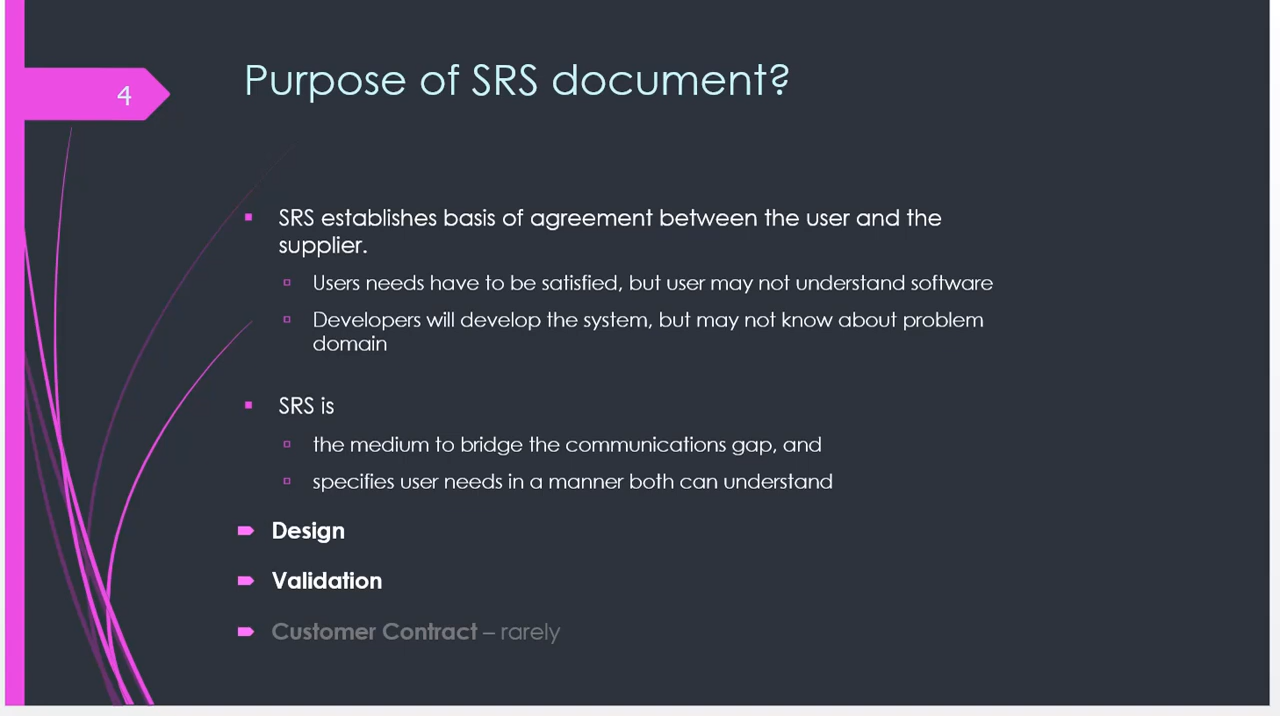 4
Purpose of SRS document?
SRS establishes basis of agreement between the user and the
supplier.
Users needs have to be satisfied, but user may not understand software
Developers will develop the system, but may not know about problem
domain
SRS is
the medium to bridge the communications gap, and
specifies user needs in a manner both can understand
Design
Validation
Customer Contract – rarely